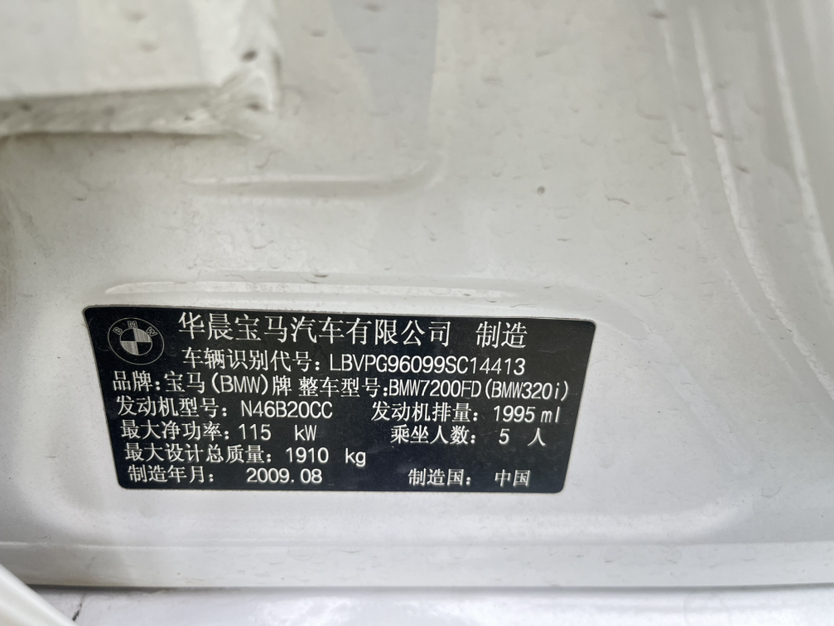 华晨宝马汽车有限公司 制造
车辆识别代号: LBVPG96099SC14413
品牌: 宝马(BMW)牌 整车型号: BMW7200FD(BMW320i)
发动机型号: N46B20CC 发动机排量: 1995 ml
最大净功率: 115 kW 乘坐人数: 5 人
最大设计总质量: 1910 kg
制造年月: 2009.08 制造国: 中国